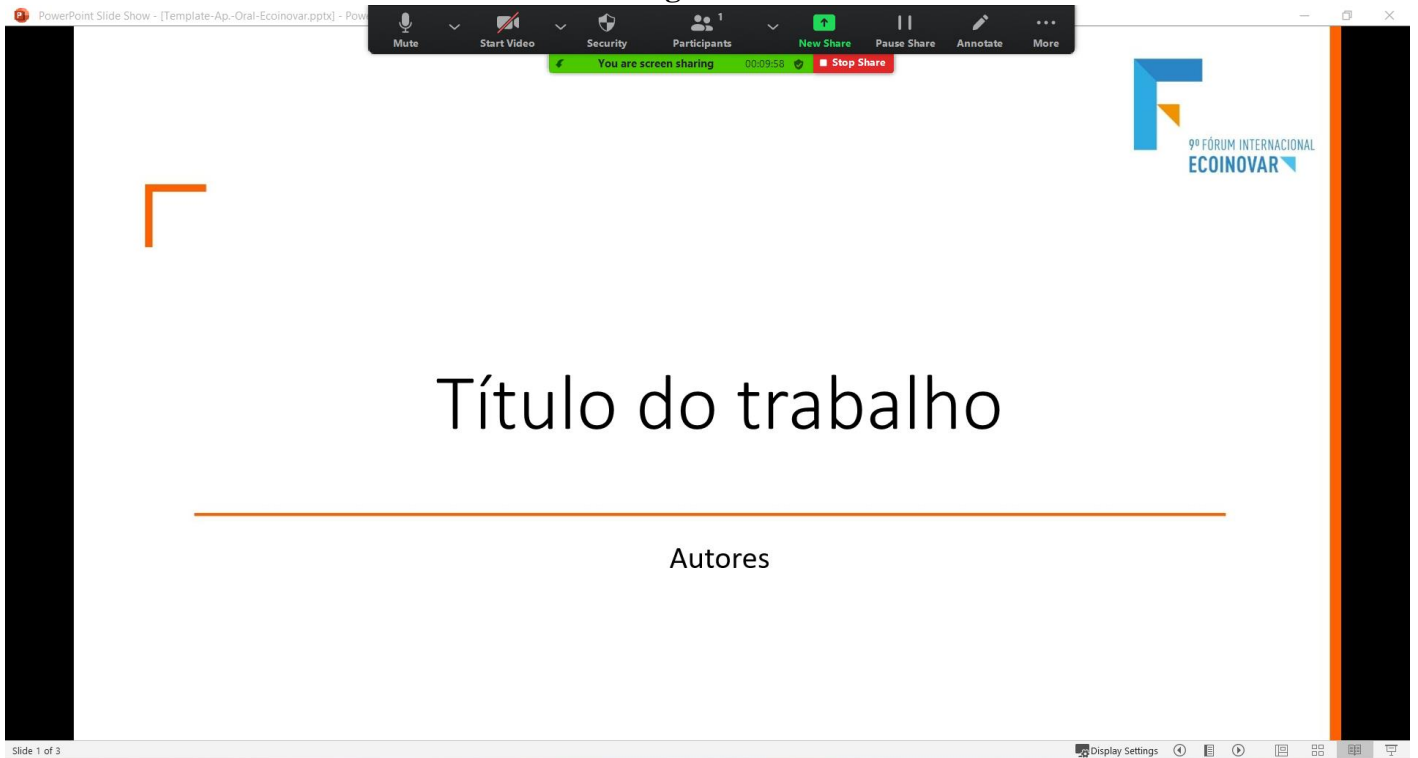 PowerPoint Slide Show - [Template-Ap.-Oral-Ecoinovar.pptx] - Pow
Mute Start Video Security Participants 1 New Share Pause Share Annotate More
You are screen sharing 00:09:58 Stop Share
9º FÓRUM INTERNACIONAL
ECOINOVAR
Título do trabalho
Autores
Slide 1 of 3 Display Settings